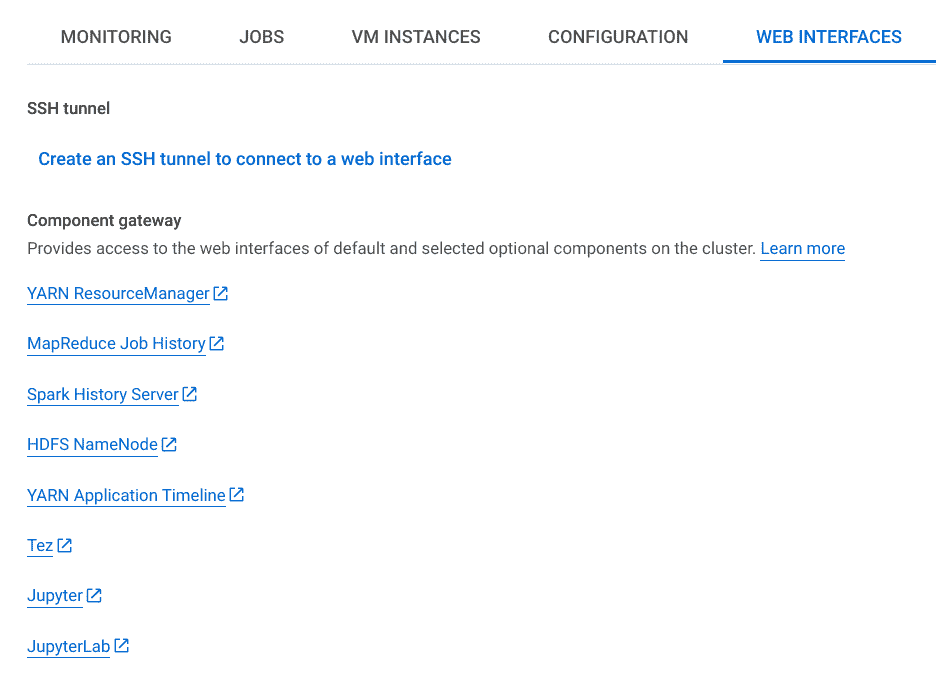 MONITORING JOBS VM INSTANCES CONFIGURATION WEB INTERFACES
SSH tunnel
Create an SSH tunnel to connect to a web interface
Component gateway
Provides access to the web interfaces of default and selected optional components on the cluster. Learn more
YARN ResourceManager
MapReduce Job History
Spark History Server
HDFS NameNode
YARN Application Timeline
Tez
Jupyter
JupyterLab